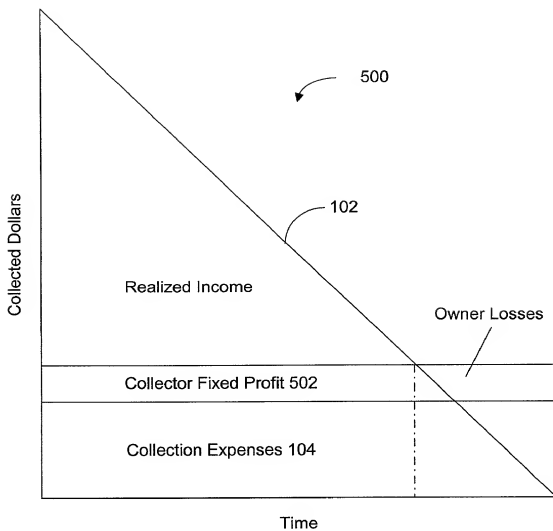 500
102
Collected Dollars
Realized Income
Owner Losses
Collector Fixed Profit 502
Collection Expenses 104
Time